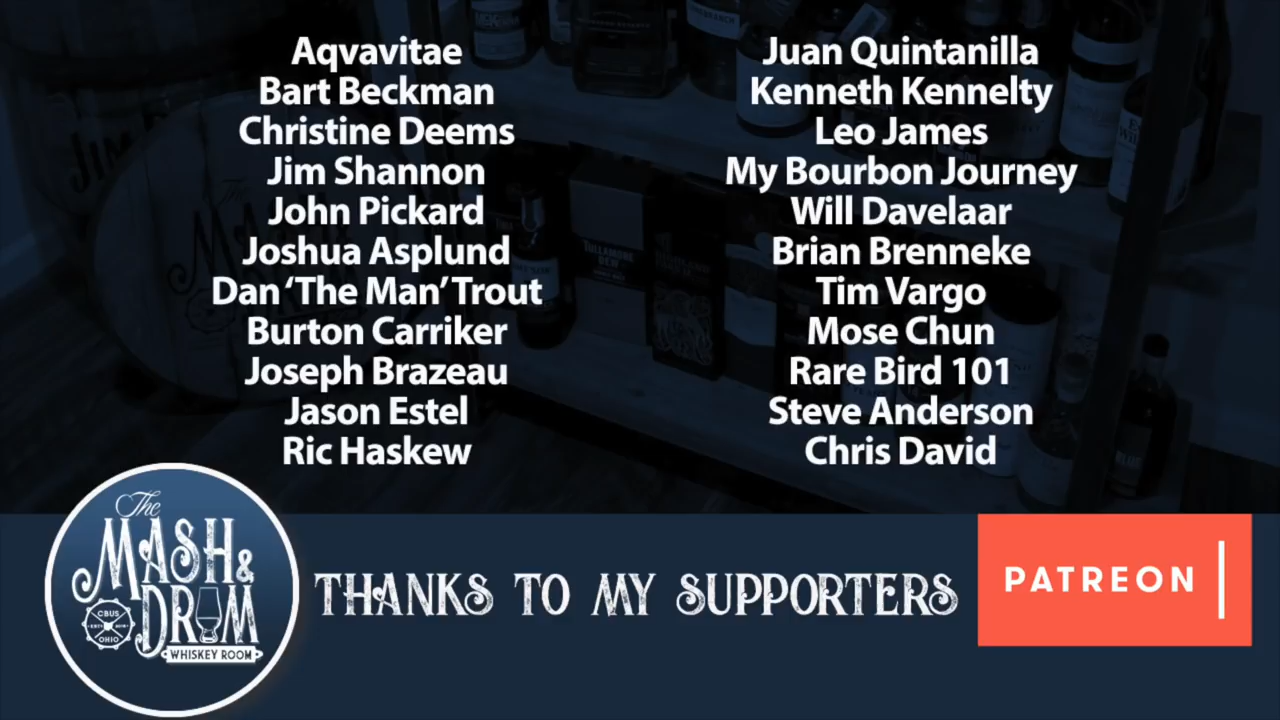 Aqvavitae
Bart Beckman
Christine Deems
Jim Shannon
John Pickard
Joshua Asplund
Dan 'The Man' Trout
Burton Carriker
Joseph Brazeau
Jason Estel
Ric Haskew
Juan Quintanilla
Kenneth Kennelty
Leo James
My Bourbon Journey
Will Davelaar
Brian Brenneke
Tim Vargo
Mose Chun
Rare Bird 101
Steve Anderson
Chris David
The
MASH &
DRUM
CBUS
OHIO
WHISKEY ROOM
THANKS TO MY SUPPORTERS
PATREON
TULLAMORE
DEW